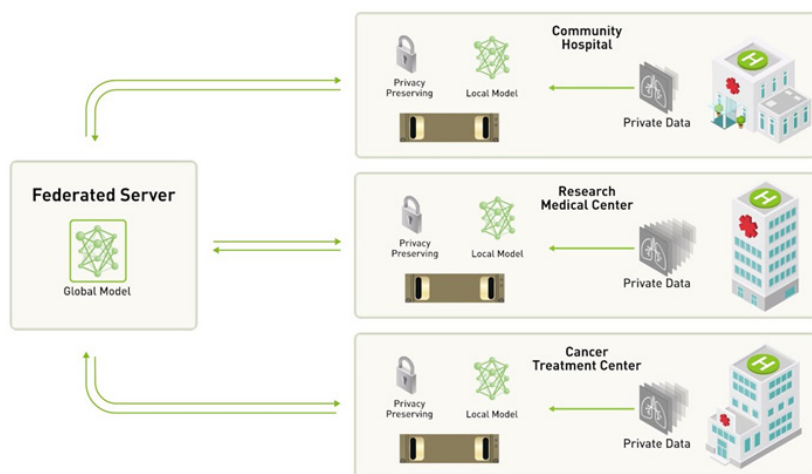 Federated Server
Global Model
Community
Hospital
Privacy
Preserving
Local Model
Private Data
H
Research
Medical Center
Privacy
Preserving
Local Model
Private Data
H
Cancer
Treatment Center
Privacy
Preserving
Local Model
Private Data
H